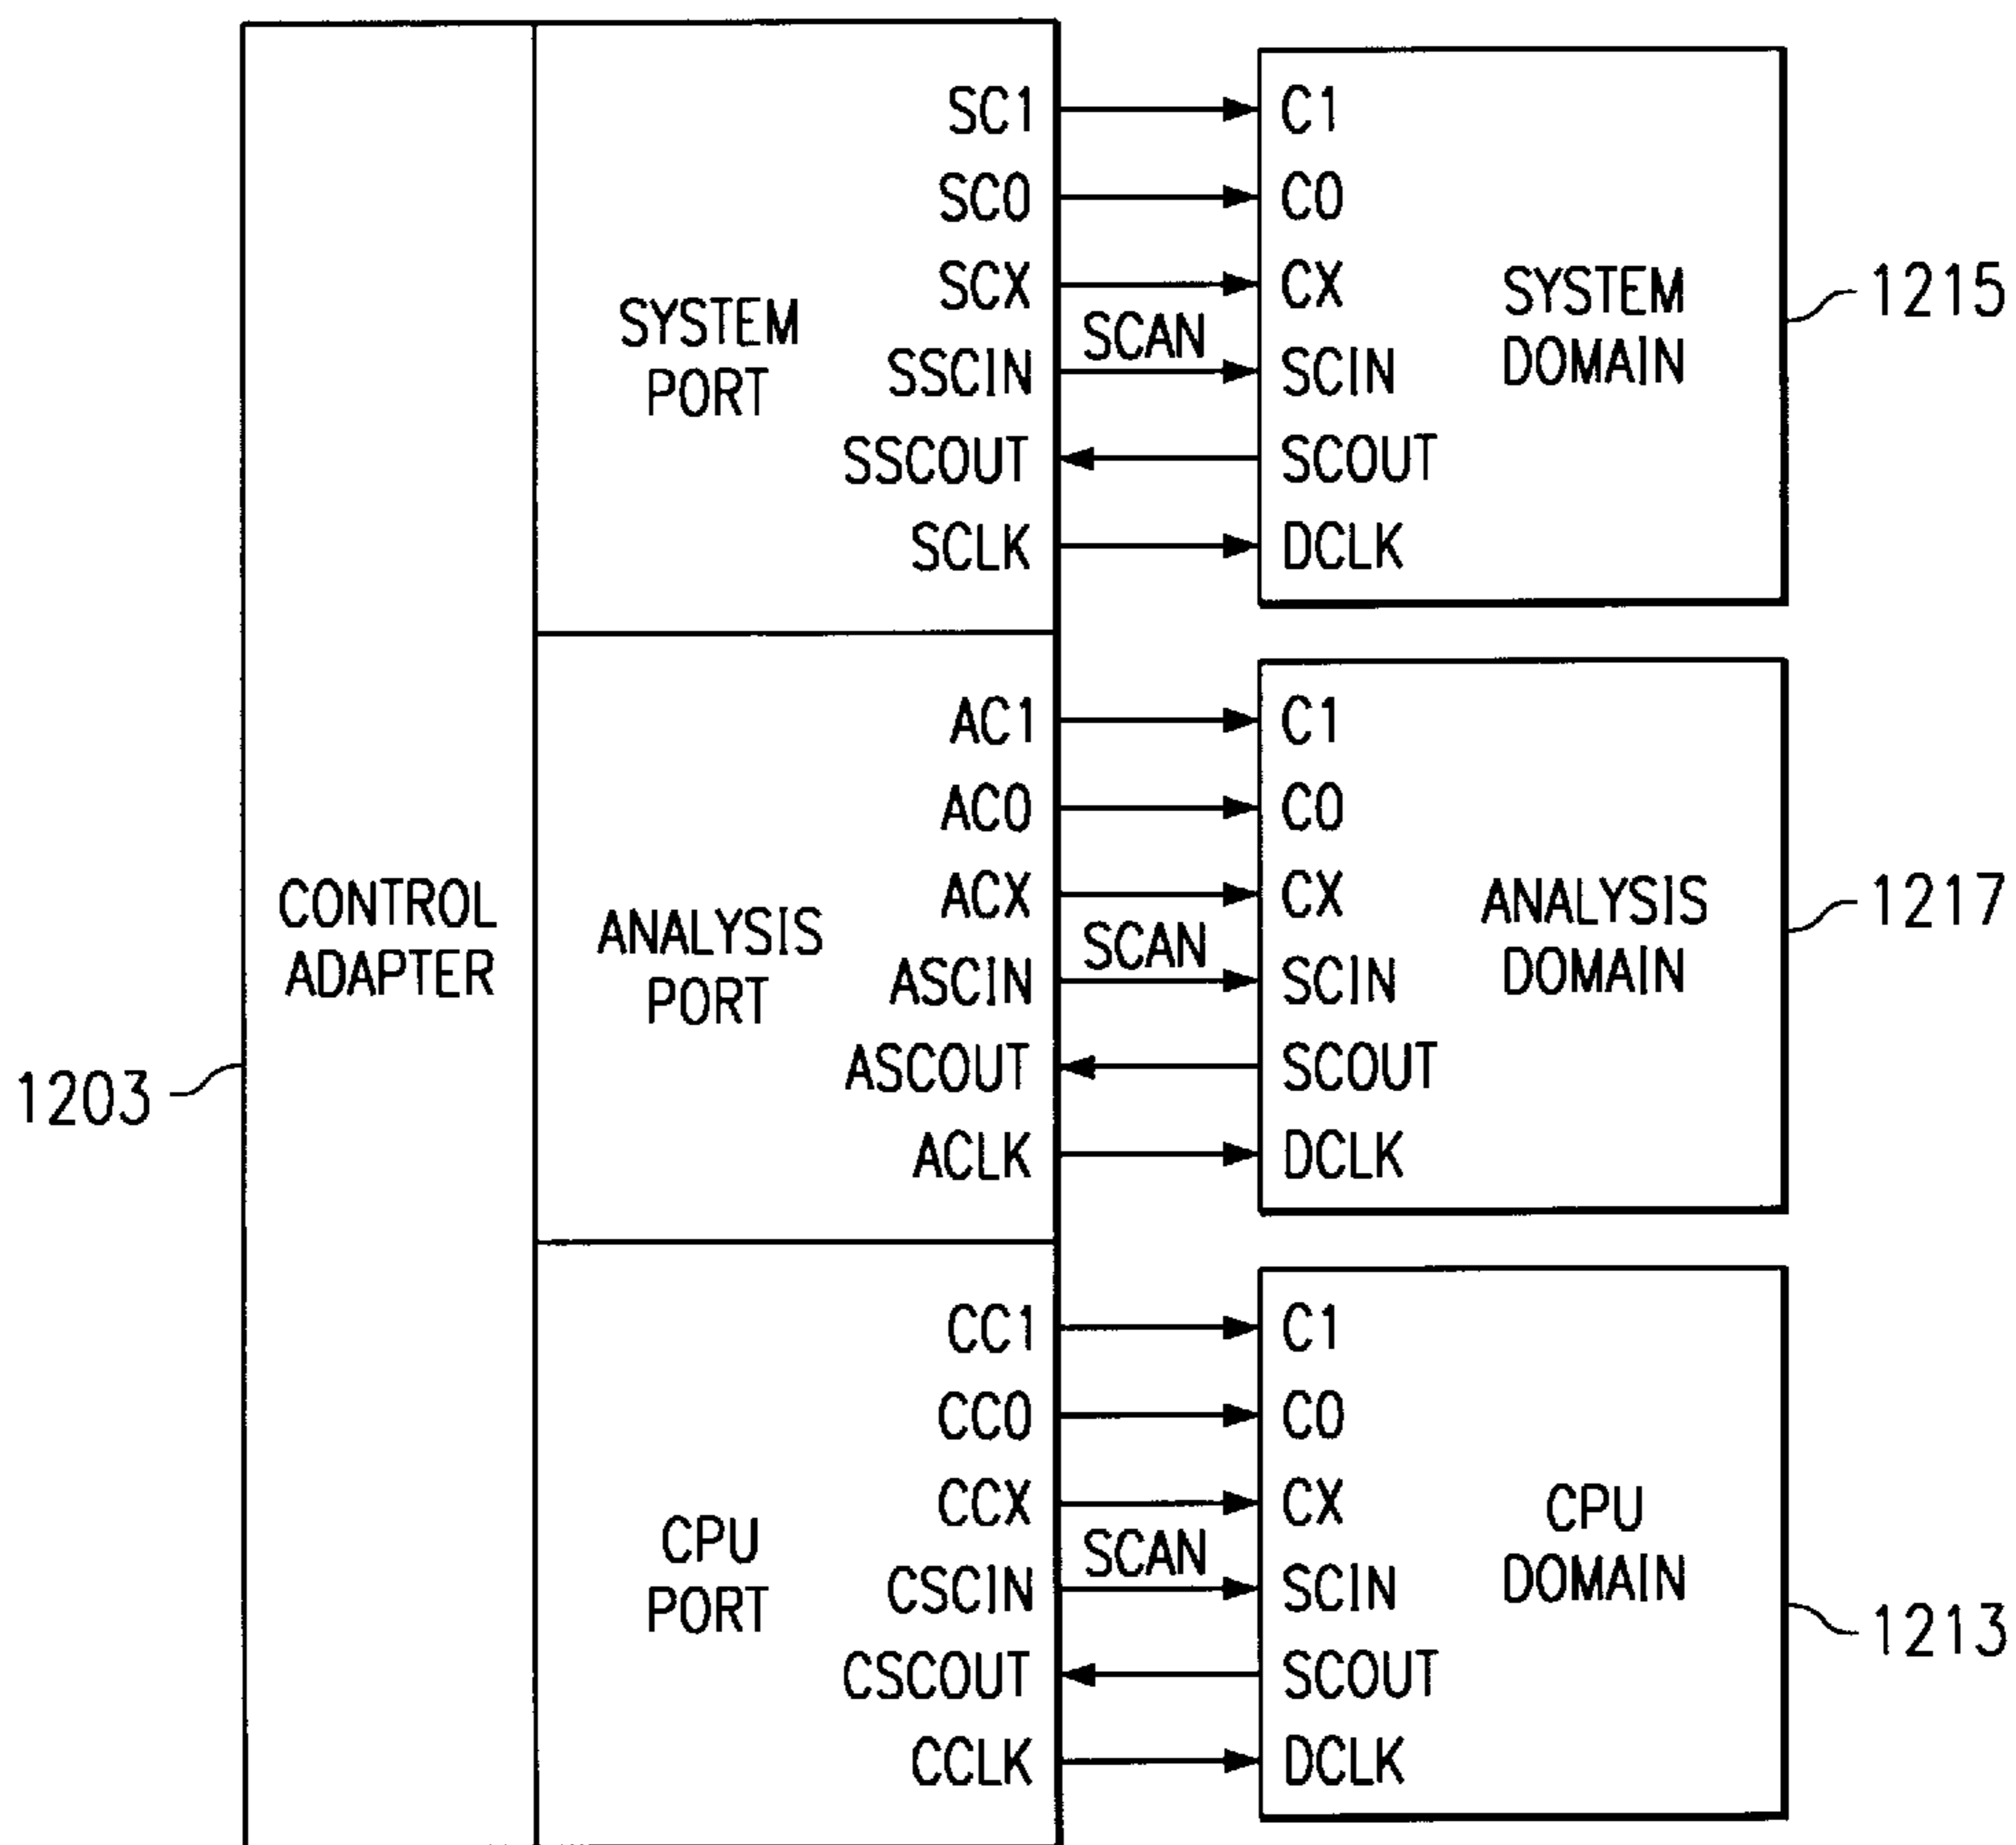 CONTROL
ADAPTER
1203
SYSTEM
PORT
SC1
SC0
SCX
SSCIN
SSCOUT
SCLK
SCAN
C1
C0
CX
SCIN
SCOUT
DCLK
SYSTEM
DOMAIN
1215
ANALYSIS
PORT
AC1
AC0
ACX
ASCIN
ASCOUT
ACLK
SCAN
C1
C0
CX
SCIN
SCOUT
DCLK
ANALYSIS
DOMAIN
1217
CPU
PORT
CC1
CC0
CCX
CSCIN
CSCOUT
CCLK
SCAN
C1
C0
CX
SCIN
SCOUT
DCLK
CPU
DOMAIN
1213